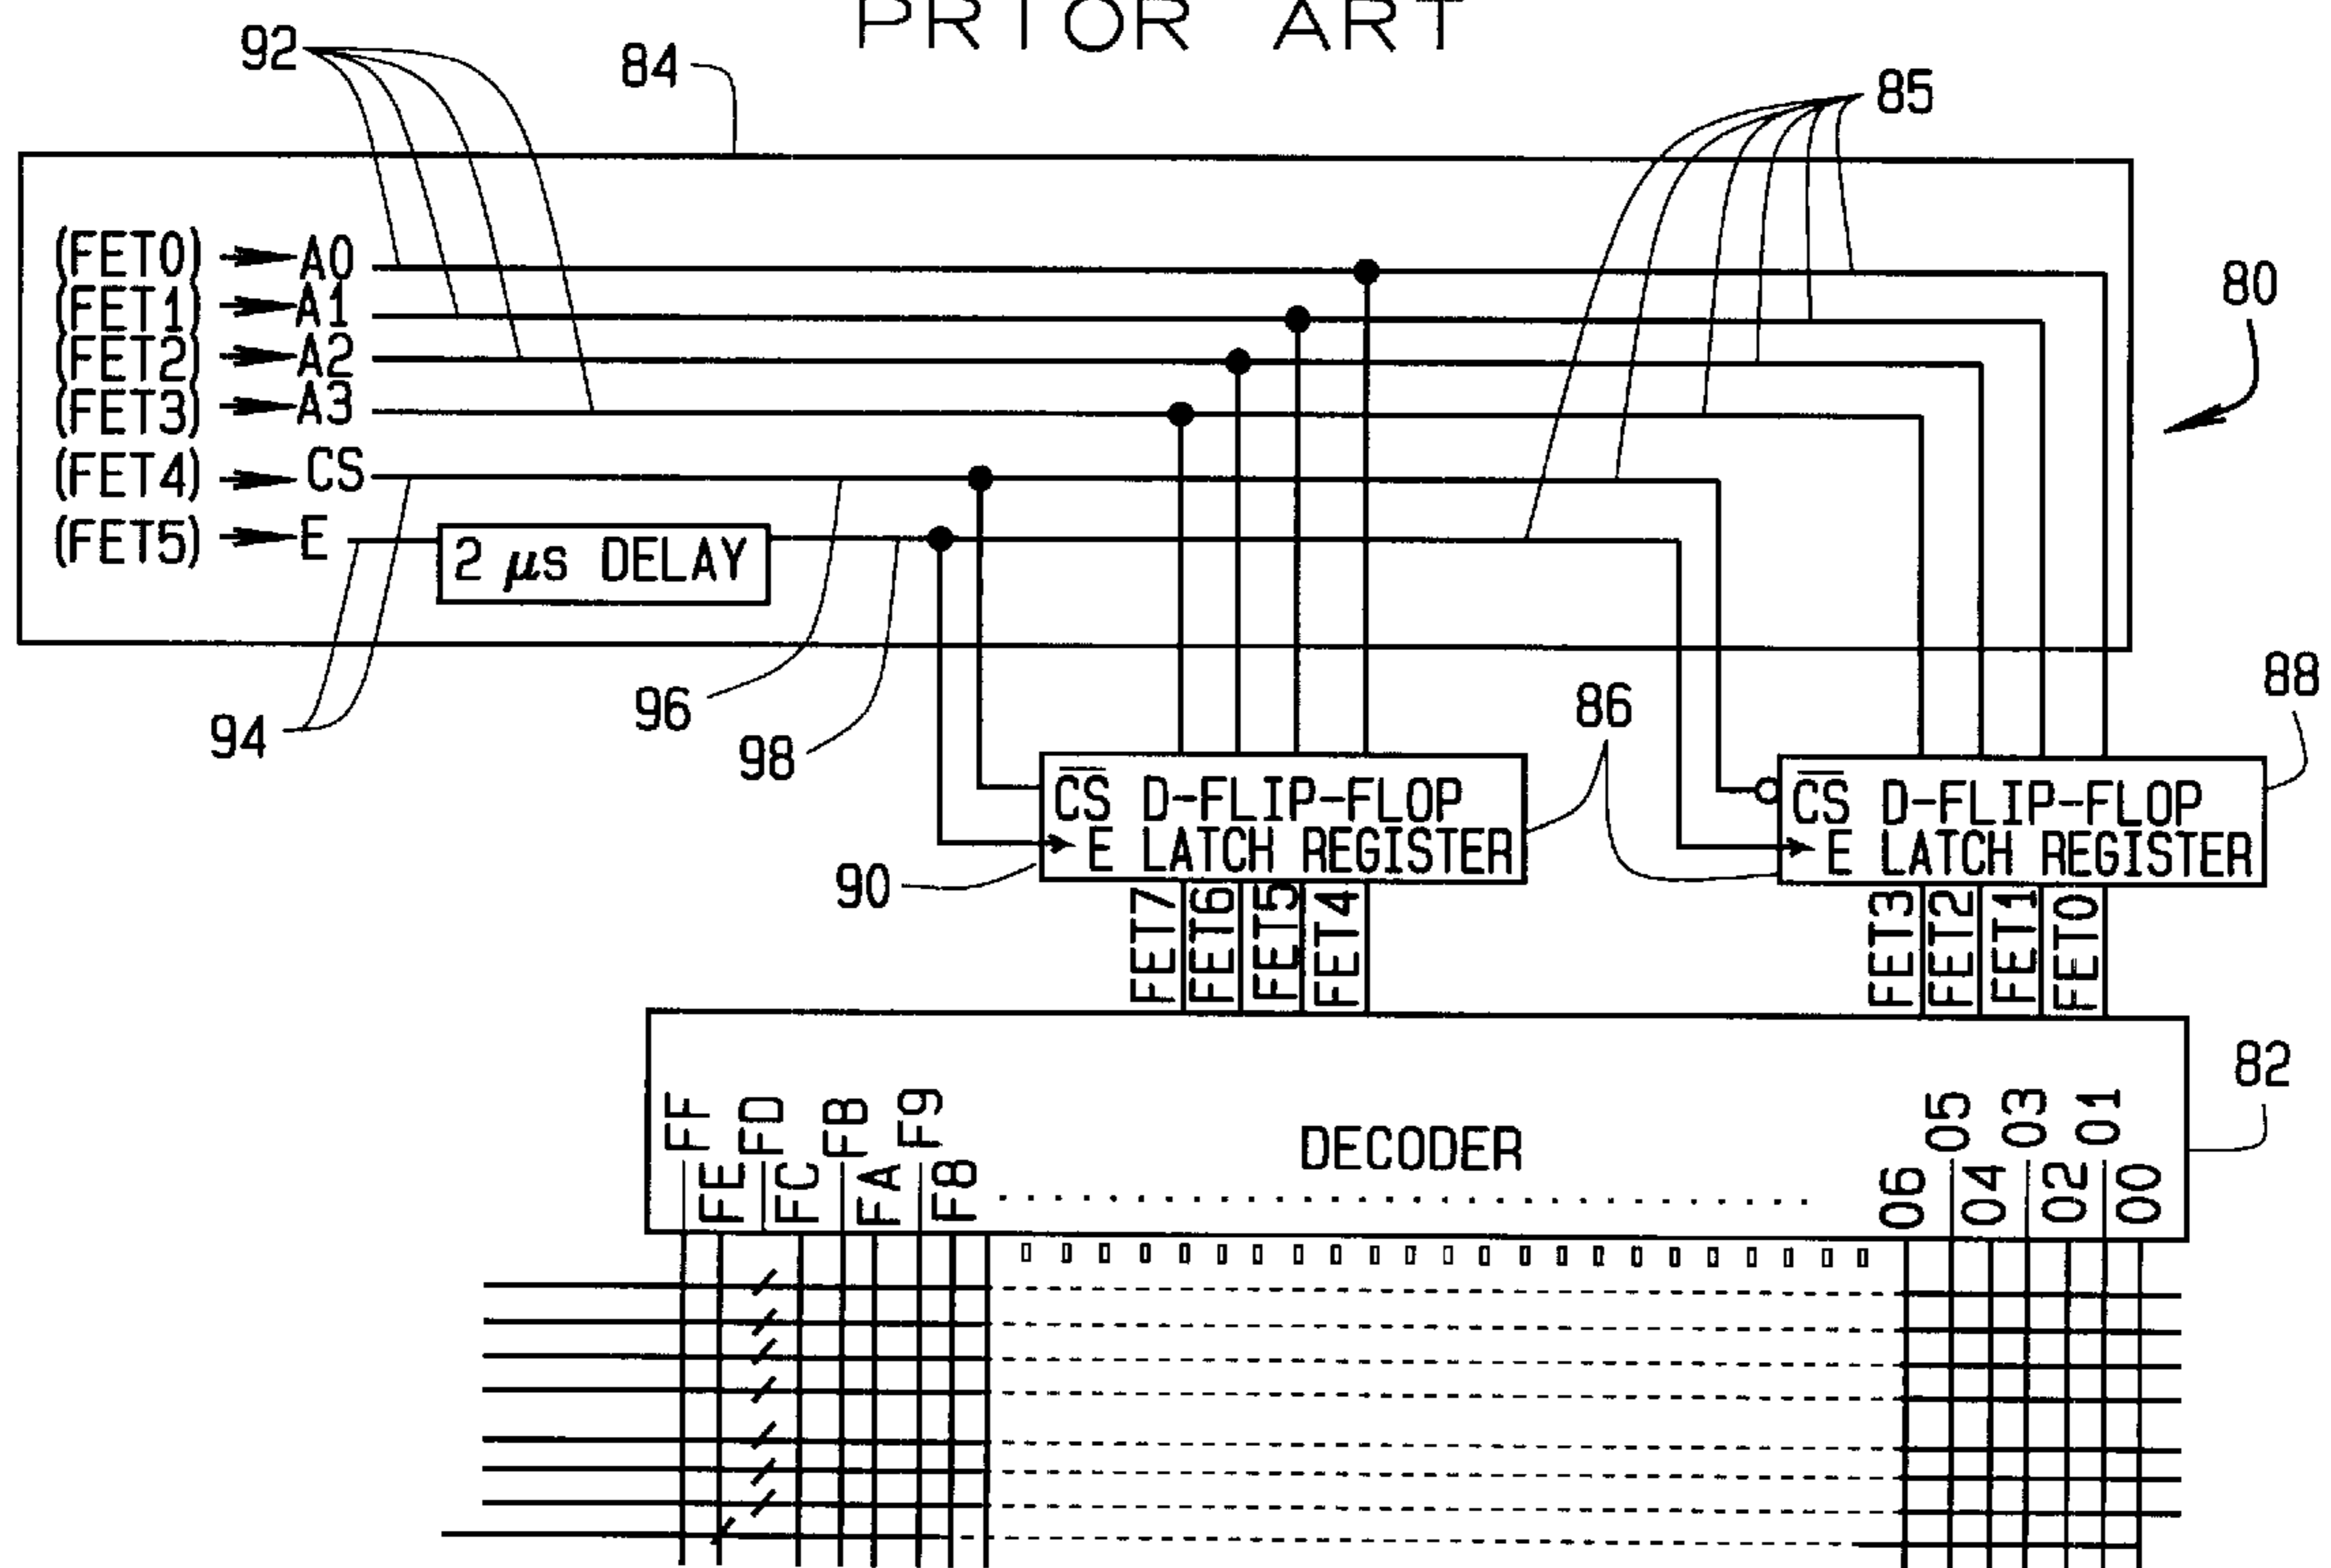 PRIOR ART
92
84
85
(FET0) A0
(FET1) A1
(FET2) A2
(FET3) A3
(FET4) CS
(FET5) E
2 µs DELAY
80
94
96
98
86
88
90
C̅S̅ D-FLIP-FLOP
E LATCH REGISTER
C̅S̅ D-FLIP-FLOP
E LATCH REGISTER
FET7
FET6
FET5
FET4
FET3
FET2
FET1
FET0
82
DECODER
FF
FE
FD
FC
FB
FA
F9
F8
06
05
04
03
02
01
00